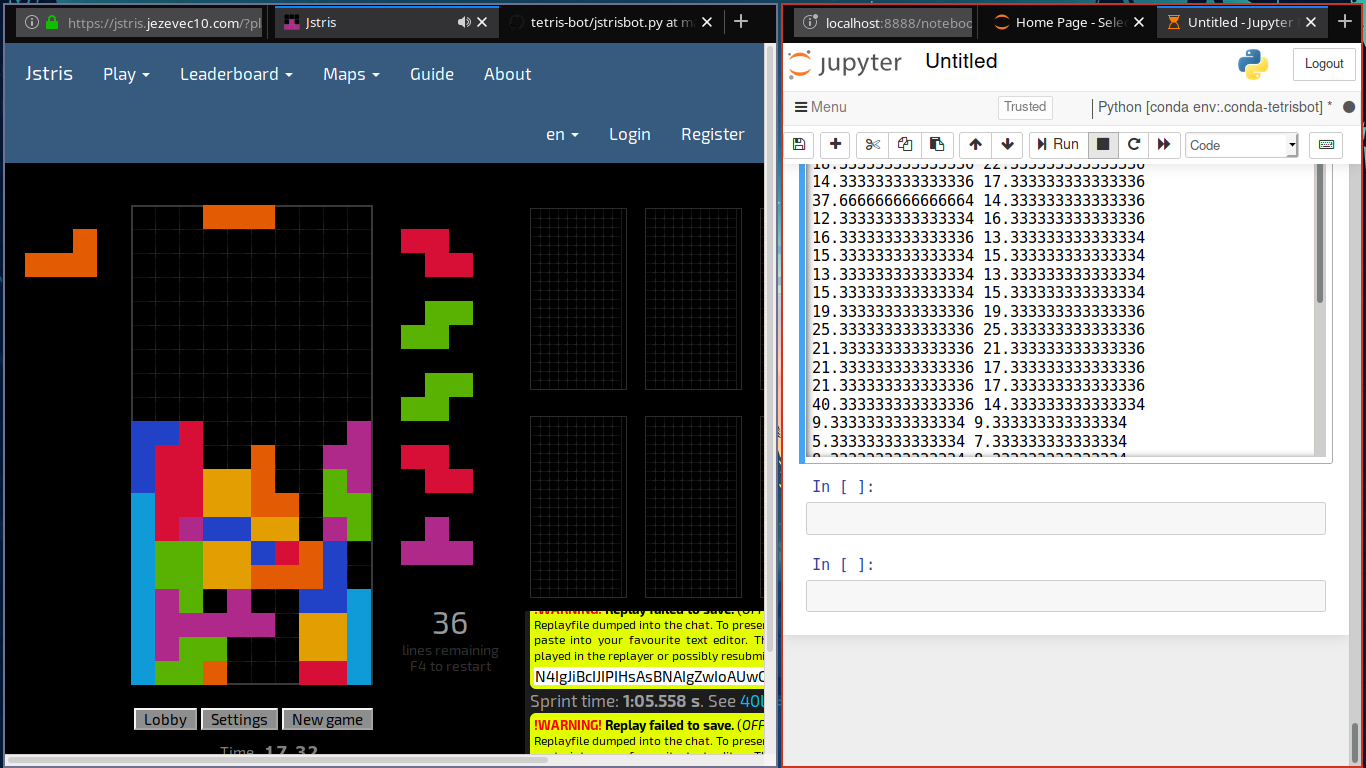 https://jstris.jezevec10.com/?pl
Jstris
tetris-bot/jstrisbot.py at ma
Jstris
Play
Leaderboard
Maps
Guide
About
en
Login
Register
36
lines remaining
F4 to restart
!WARNING! Replay failed to save. (OFF
Replayfile dumped into the chat. To preser
paste into your favourite text editor. Th
played in the replayer or possibly resubmi
Sprint time: 1:05.558 s. See 40l
!WARNING! Replay failed to save. (OFF
Replayfile dumped into the chat. To preser
Lobby
Settings
New game
Time 17.32
localhost:8888/noteboo
Home Page - Selec
Untitled - Jupyter
jupyter
Untitled
Logout
Menu
Trusted
Python [conda env:.conda-tetrisbot] *
Run
Code
14.333333333333336 17.333333333333336
37.666666666666664 14.333333333333336
12.333333333333334 16.333333333333336
16.333333333333336 13.333333333333334
15.333333333333334 15.333333333333334
13.333333333333334 13.333333333333334
15.333333333333334 15.333333333333334
19.333333333333336 19.333333333333336
25.333333333333336 25.333333333333336
21.333333333333336 21.333333333333336
21.333333333333336 17.333333333333336
21.333333333333336 17.333333333333336
40.333333333333336 14.333333333333334
9.333333333333334 9.333333333333334
5.333333333333334 7.333333333333334
In [ ]:
In [ ]: